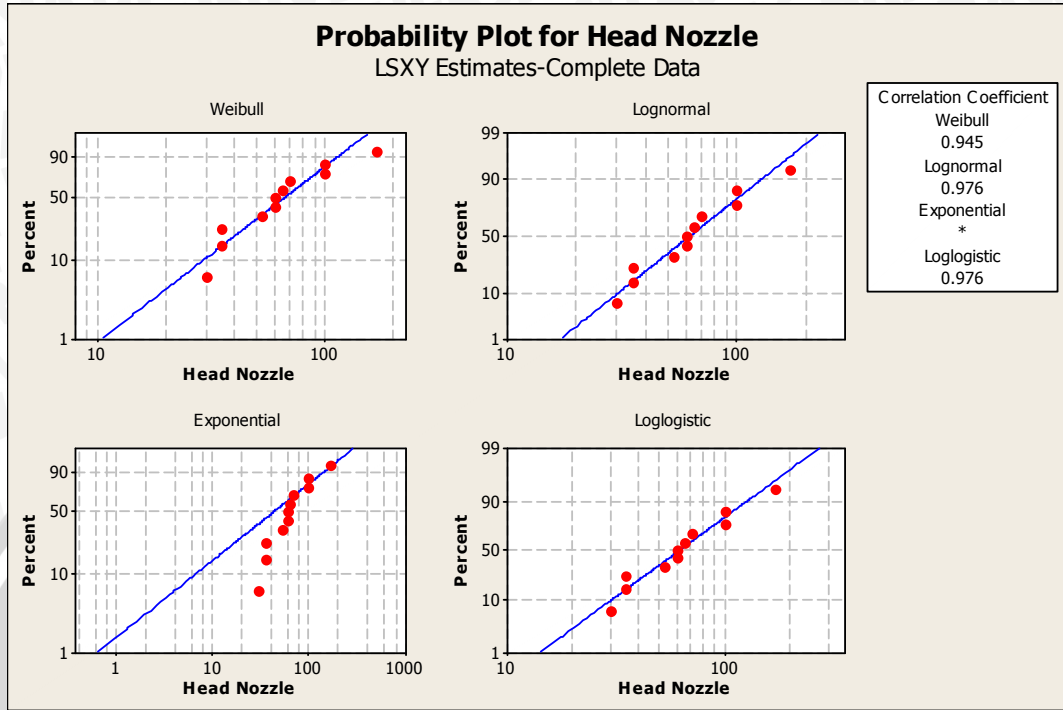 Probability Plot for Head Nozzle
LSXY Estimates-Complete Data
Weibull
Percent
90
50
10
1
10 100
Head Nozzle
Lognormal
Percent
99
90
50
10
1
10 100
Head Nozzle
Correlation Coefficient
Weibull
0.945
Lognormal
0.976
Exponential
*
Loglogistic
0.976
Exponential
Percent
90
50
10
1
1 10 100 1000
Head Nozzle
Loglogistic
Percent
99
90
50
10
1
10 100
Head Nozzle